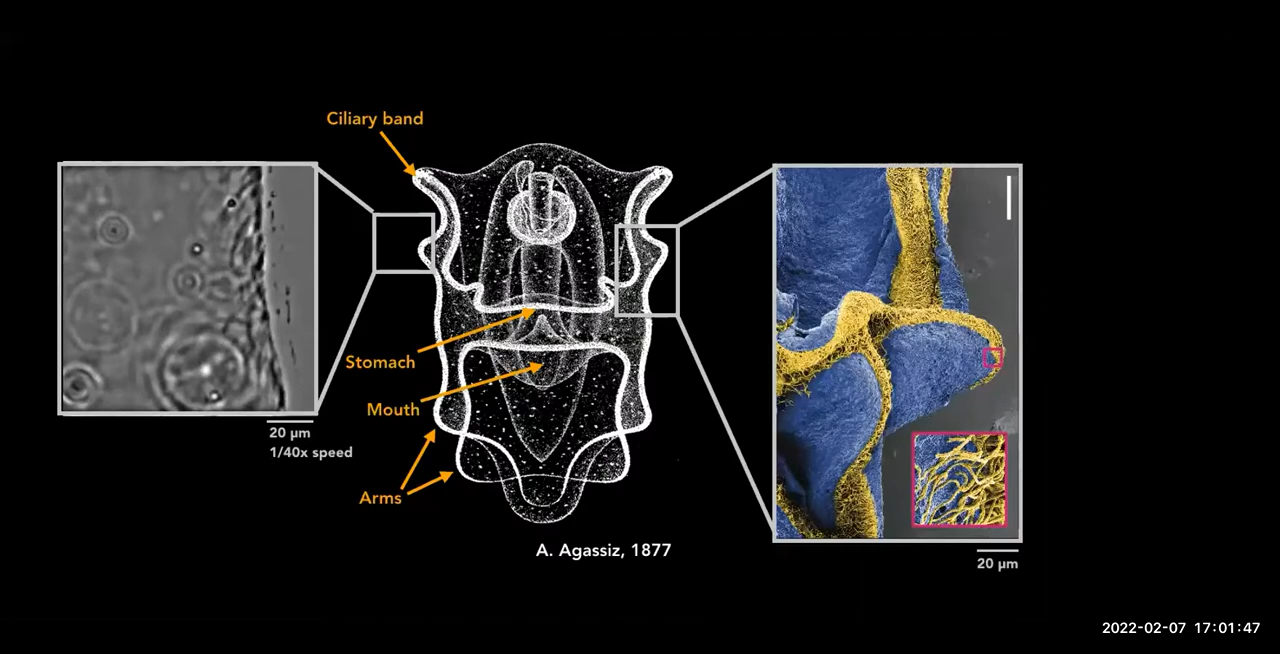 Ciliary band
Stomach
Mouth
Arms
20 µm
1/40x speed
A. Agassiz, 1877
20 µm
2022-02-07 17:01:47